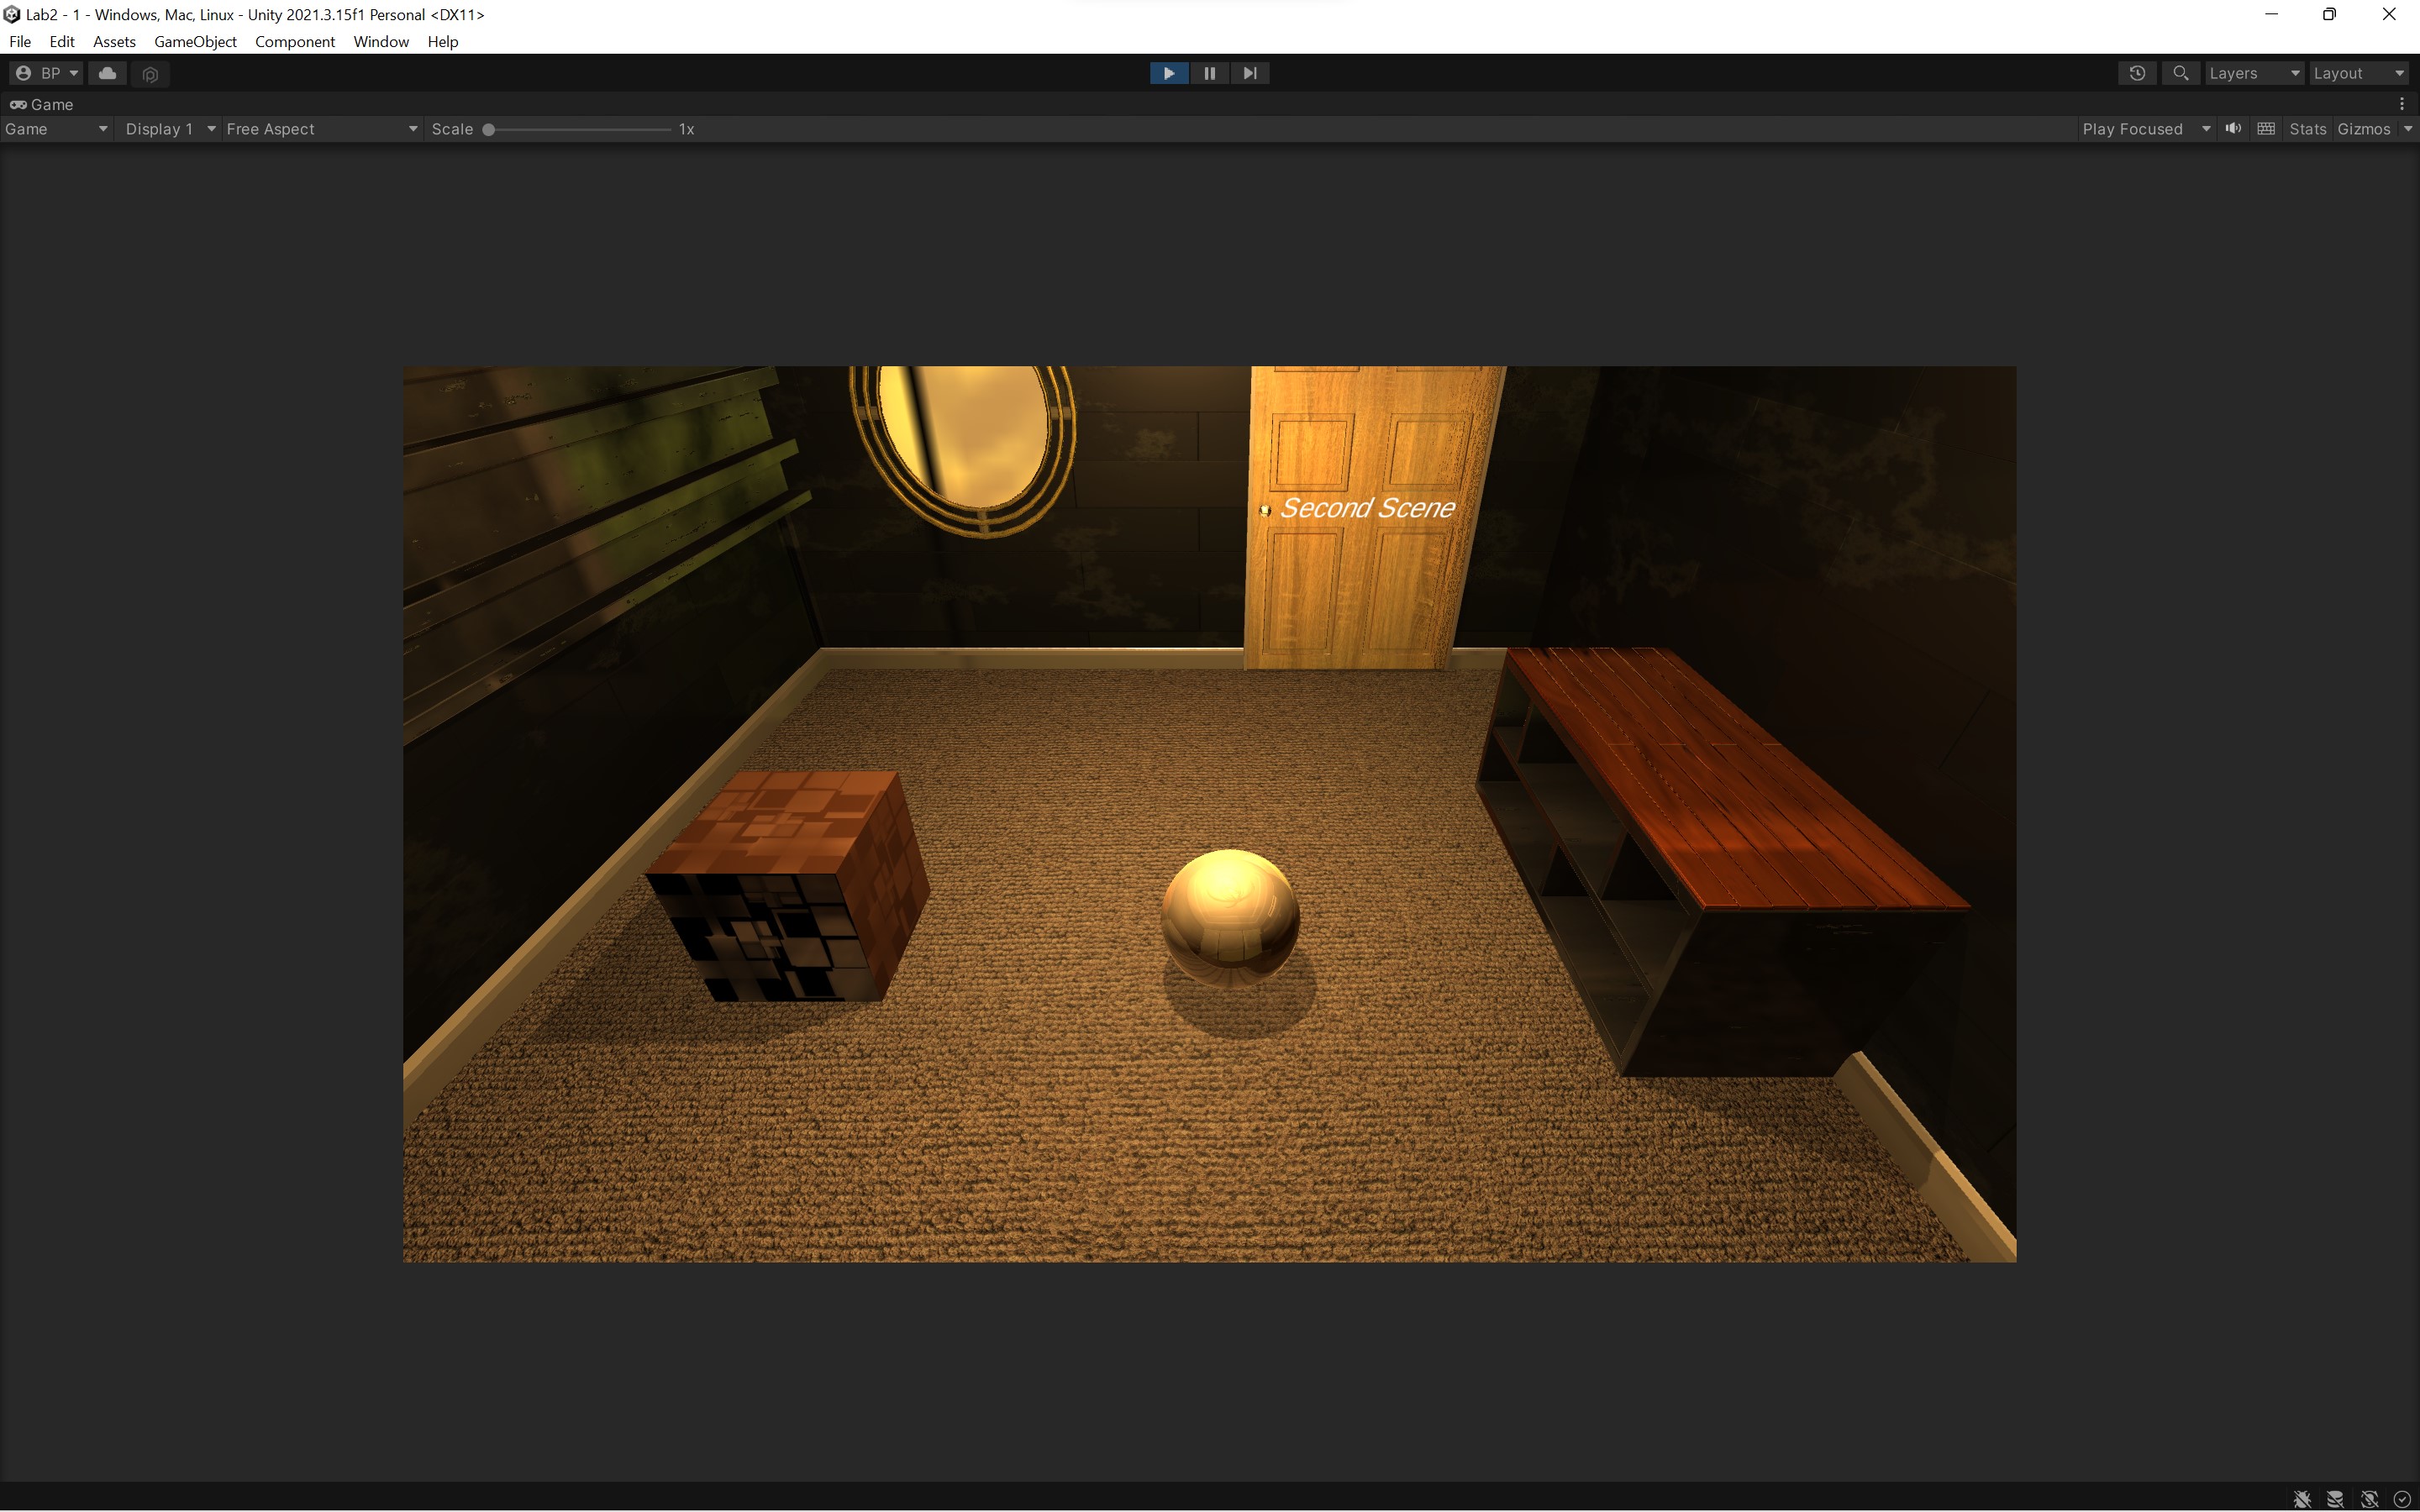 Lab2 - 1 - Windows, Mac, Linux - Unity 2021.3.15f1 Personal <DX11>
File Edit Assets GameObject Component Window Help
BP Layers Layout
Game
Game Display 1 Free Aspect Scale 1x Play Focused Stats Gizmos
Second Scene